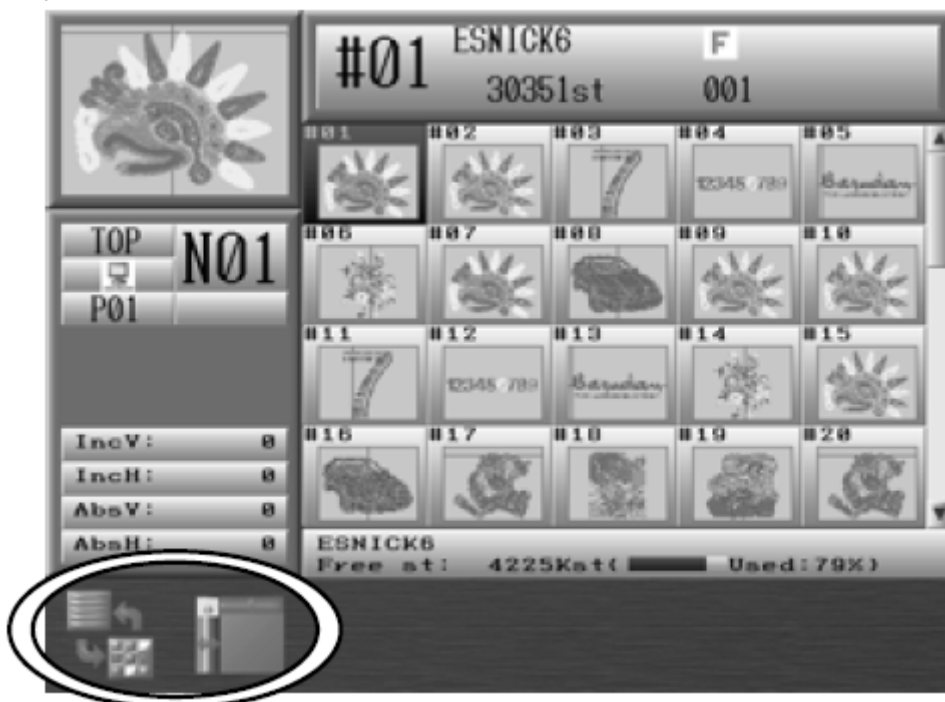 #01 ESNICK6 F
30351st 001
#01 #02 #03 #04 #05
12345 789 Barudan
TOP N01
P01
#06 #07 #08 #09 #10
#11 #12 #13 #14 #15
12345 789 Barudan
#16 #17 #18 #19 #20
IncV: 0
IncH: 0
AbsV: 0
AbsH: 0
ESNICK6
Free st: 4225Kst( Used:79%)